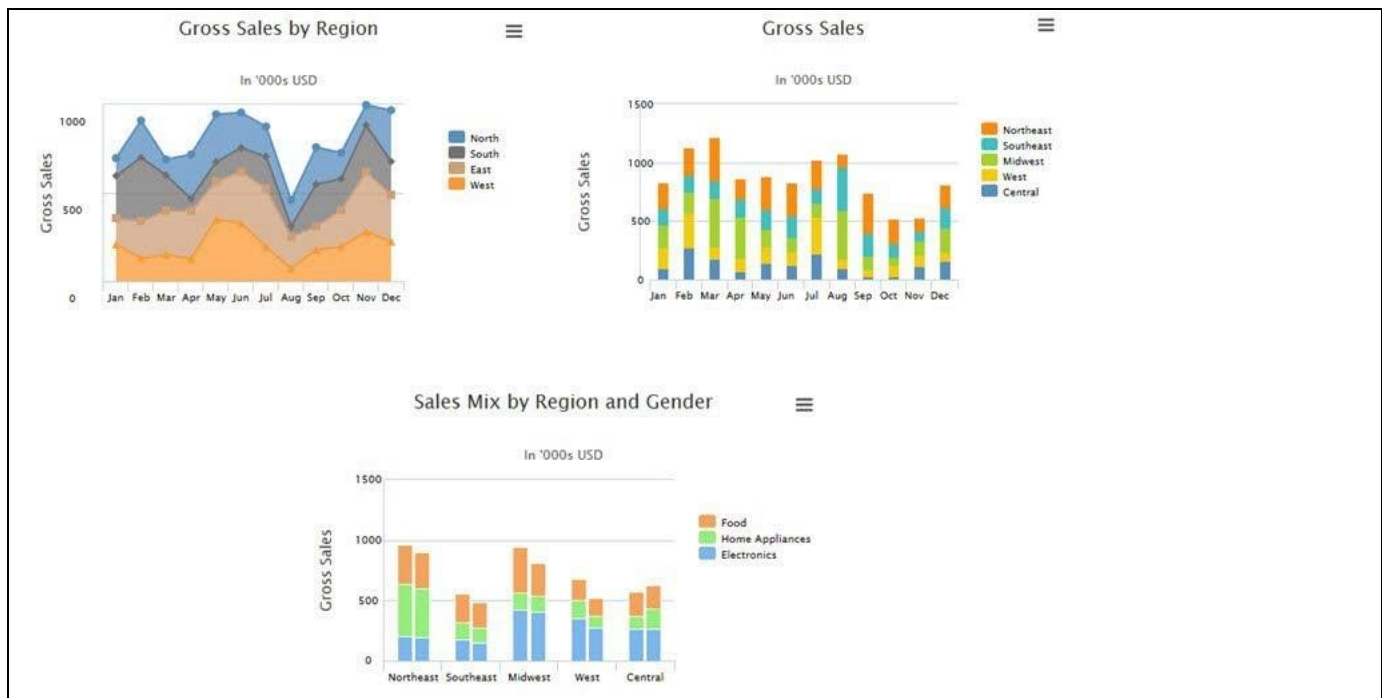 Gross Sales by Region
In '000s USD
Gross Sales
1000
500
0
Jan Feb Mar Apr May Jun Jul Aug Sep Oct Nov Dec
North
South
East
West
Gross Sales
In '000s USD
Gross Sales
1500
1000
500
0
Jan Feb Mar Apr May Jun Jul Aug Sep Oct Nov Dec
Northeast
Southeast
Midwest
West
Central
Sales Mix by Region and Gender
In '000s USD
Gross Sales
1500
1000
500
0
Northeast Southeast Midwest West Central
Food
Home Appliances
Electronics